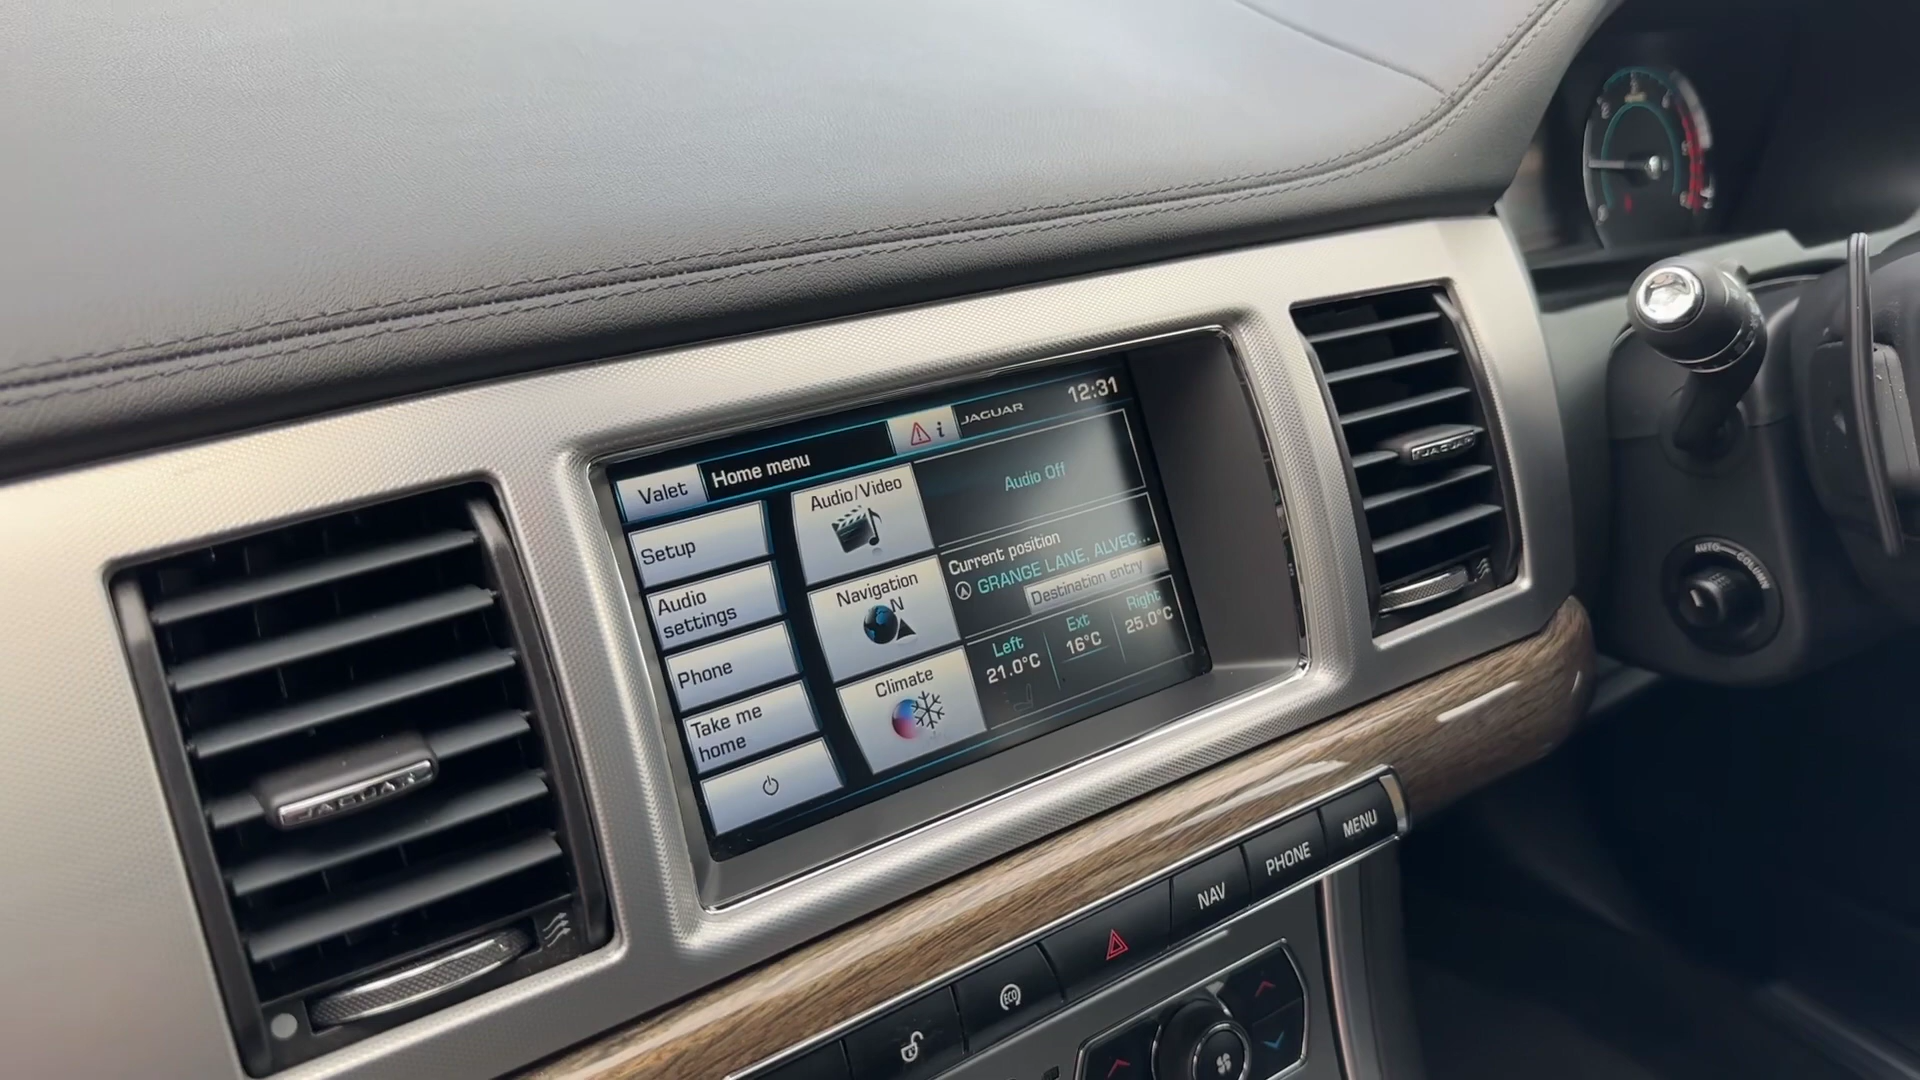 JAGUAR
12:31
Valet
Home menu
i
Setup
Audio
settings
Phone
Take me
home
Audio/Video
Navigation
N
Climate
Audio Off
Current position
GRANGE LANE, ALVEC...
Destination entry
Left
21.0°C
Ext
16°C
Right
25.0°C
JAGUAR
JAGUAR
AUTO
COLUMN
ECO
NAV
PHONE
MENU